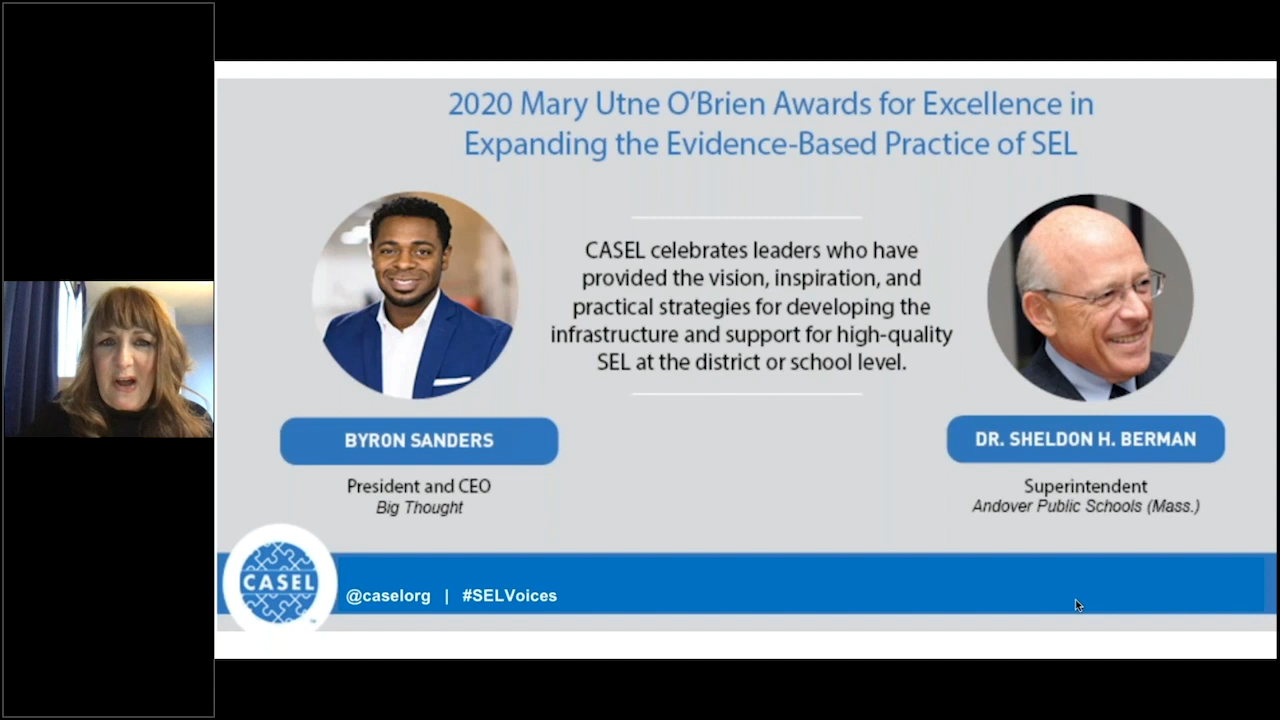 2020 Mary Utne O’Brien Awards for Excellence in
Expanding the Evidence-Based Practice of SEL
CASEL celebrates leaders who have
provided the vision, inspiration, and
practical strategies for developing the
infrastructure and support for high-quality
SEL at the district or school level.
BYRON SANDERS
President and CEO
Big Thought
DR. SHELDON H. BERMAN
Superintendent
Andover Public Schools (Mass.)
CASEL
@caselorg | #SELVoices